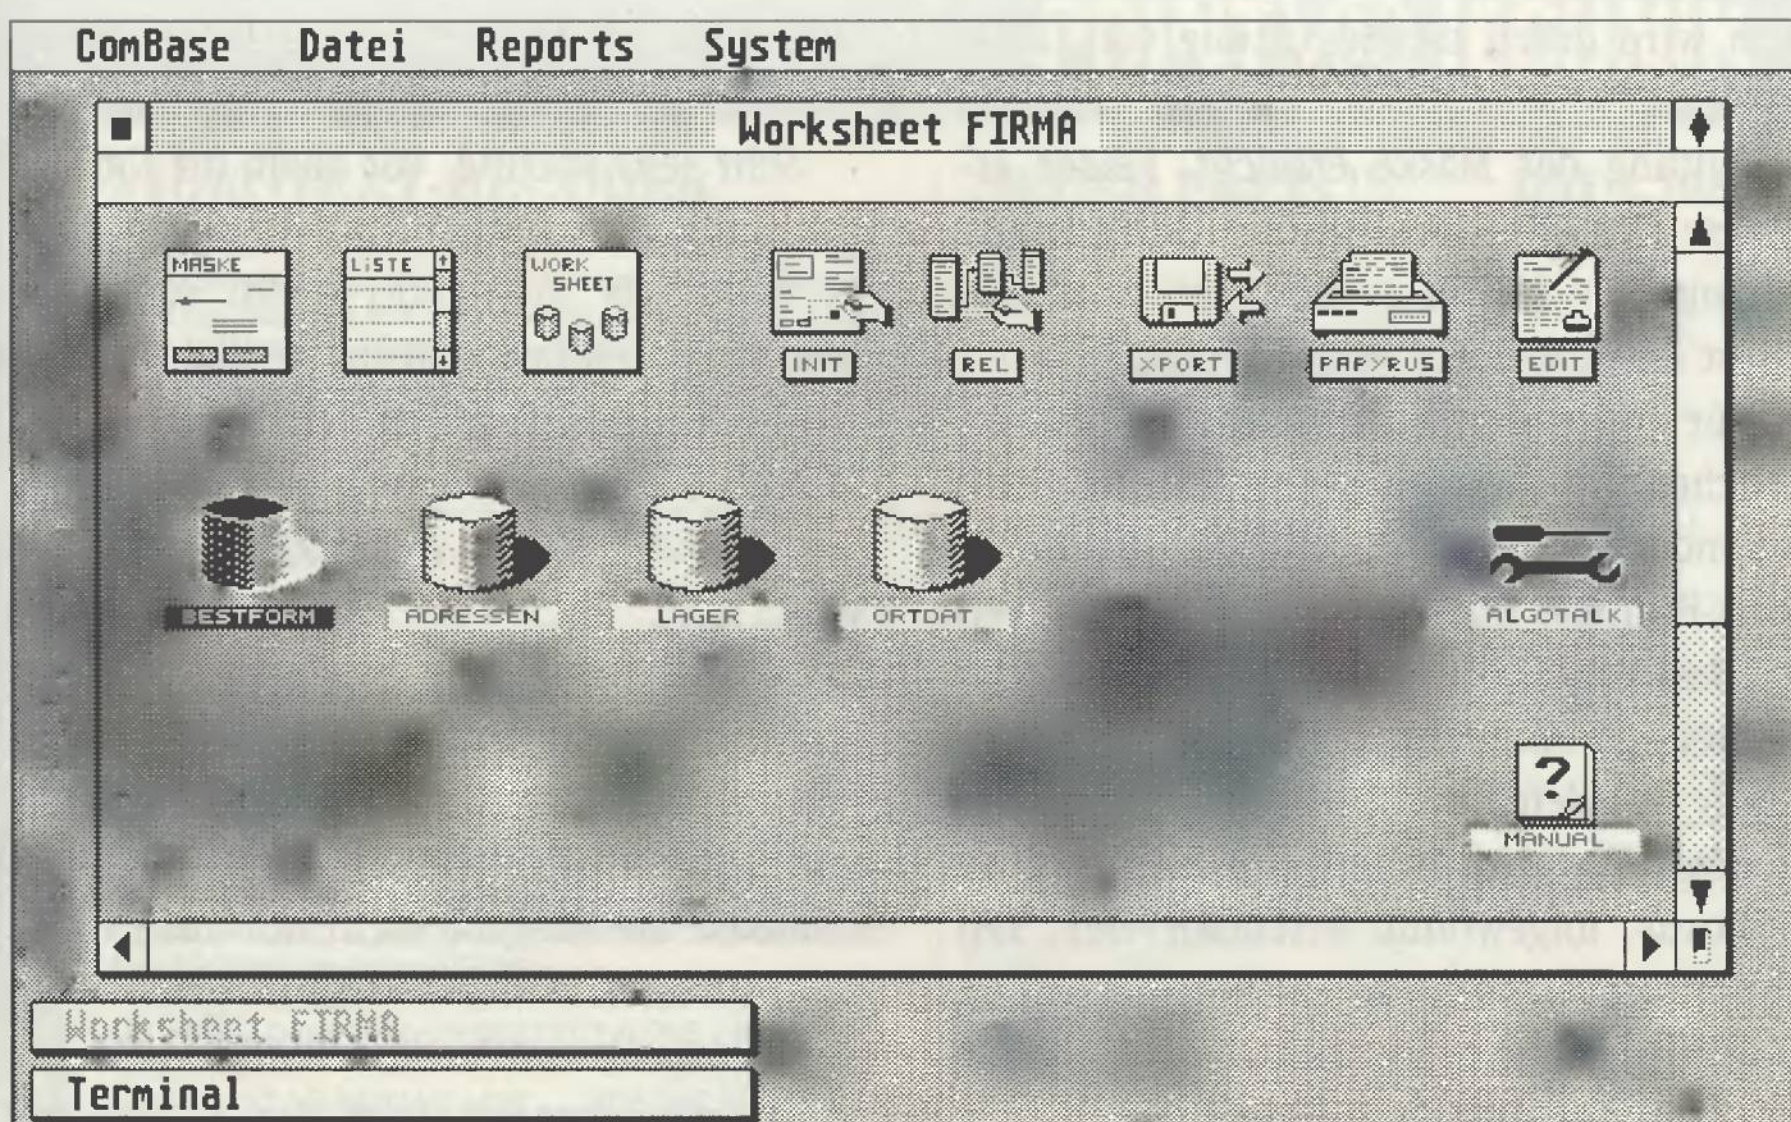 ComBase Datei Reports System
Worksheet FIRMA
MASKE
LiSTE
WORK
SHEET
INIT REL XPORT PAPYRUS EDIT
BESTFORM ADRESSEN LAGER ORTDAT ALGOTALK
?
MANUAL
Worksheet FIRMA
Terminal